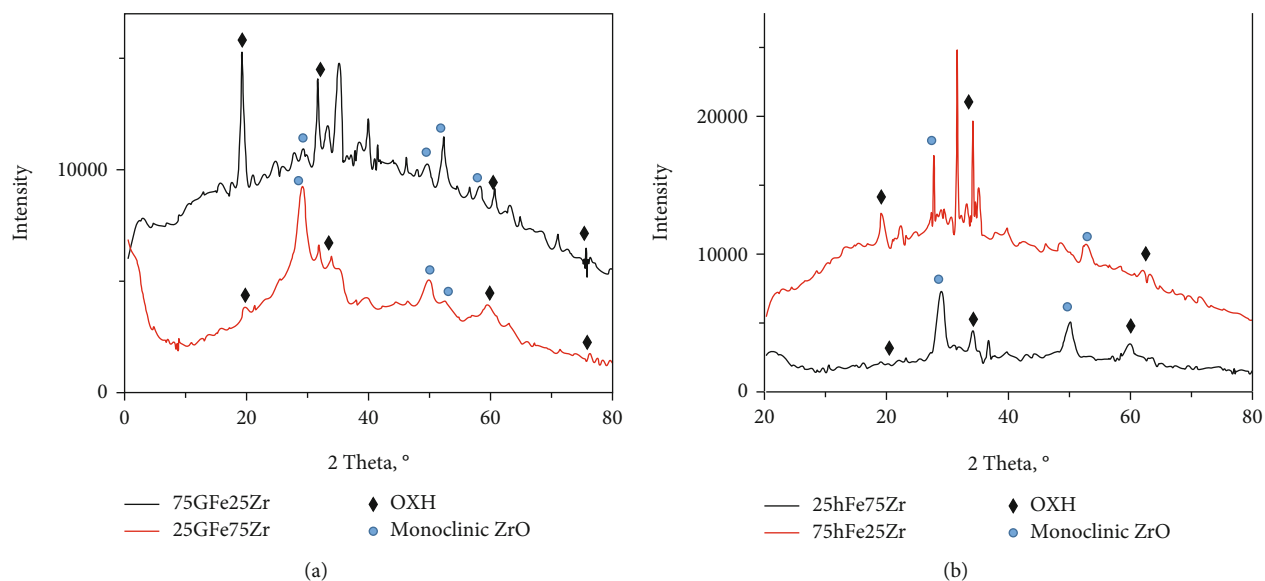 Intensity
10000
0
0
20
40
60
80
2 Theta, °
75GFe25Zr
OXH
25GFe75Zr
Monoclinic ZrO
(a)
Intensity
20000
10000
0
20
20
40
60
80
2 Theta, °
25hFe75Zr
OXH
75hFe25Zr
Monoclinic ZrO
(b)